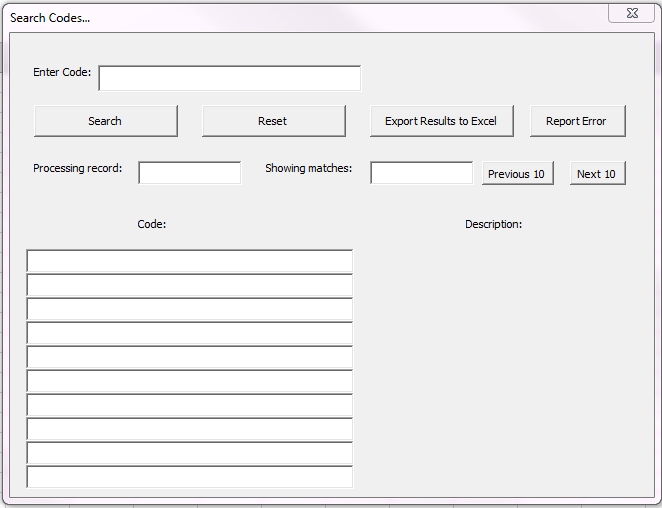 Search Codes...
Enter Code:
Search Reset Export Results to Excel Report Error
Processing record: Showing matches: Previous 10 Next 10
Code: Description: